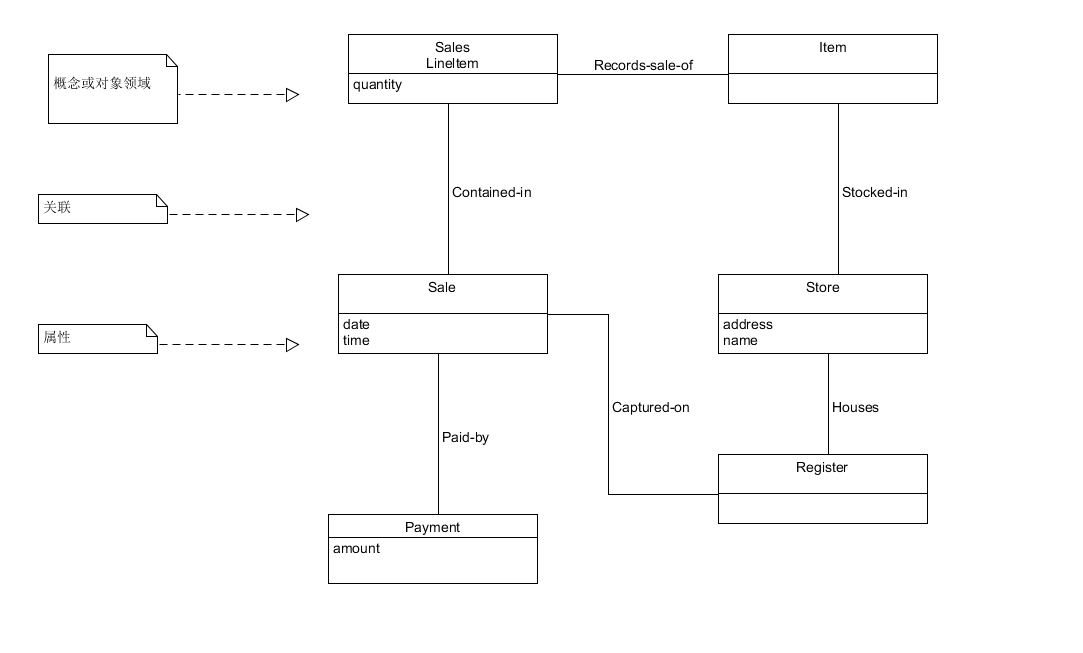 概念或对象领域
Sales
LineItem
quantity
Records-sale-of
Item
Contained-in
Stocked-in
关联
Sale
date
time
Store
address
name
属性
Captured-on
Houses
Paid-by
Register
Payment
amount